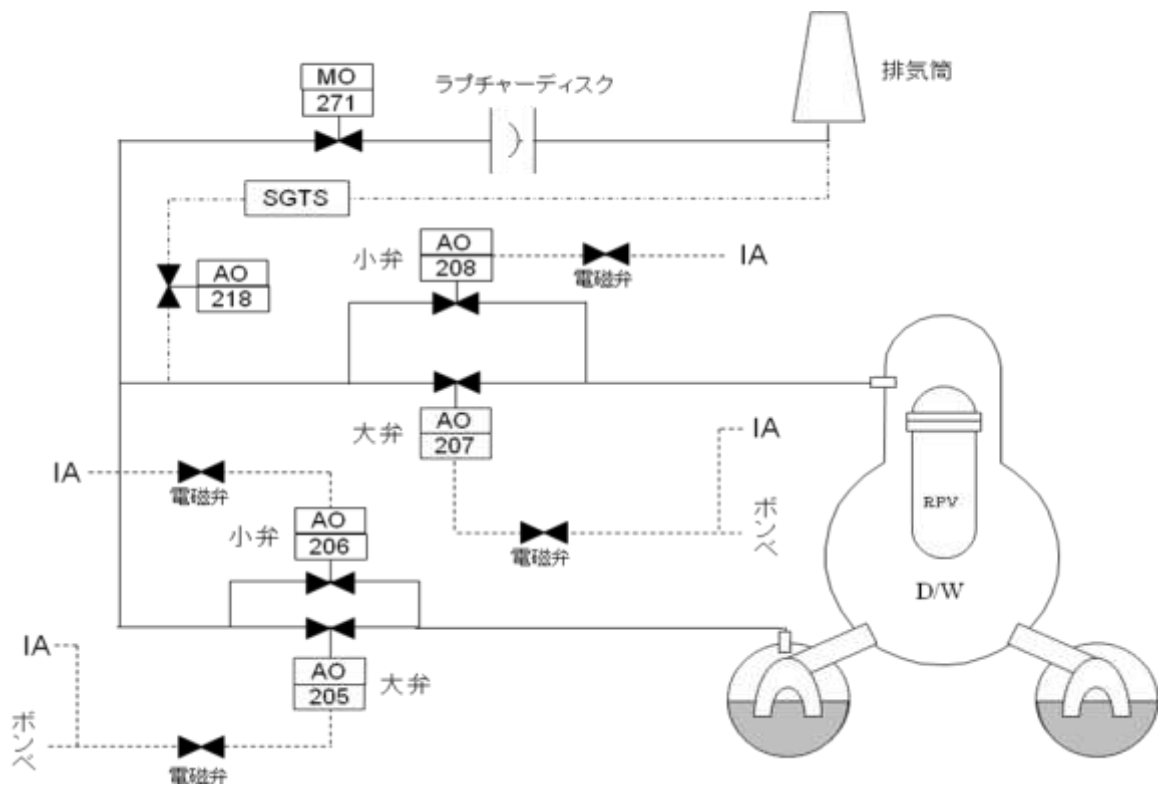 MO
271
ラプチャーディスク
排気筒
SGTS
AO
218
小弁
AO
208
電磁弁
IA
大弁
AO
207
IA
電磁弁
ボンベ
IA
電磁弁
小弁
AO
206
RPV
D/W
IA
AO
205
大弁
ボンベ
電磁弁